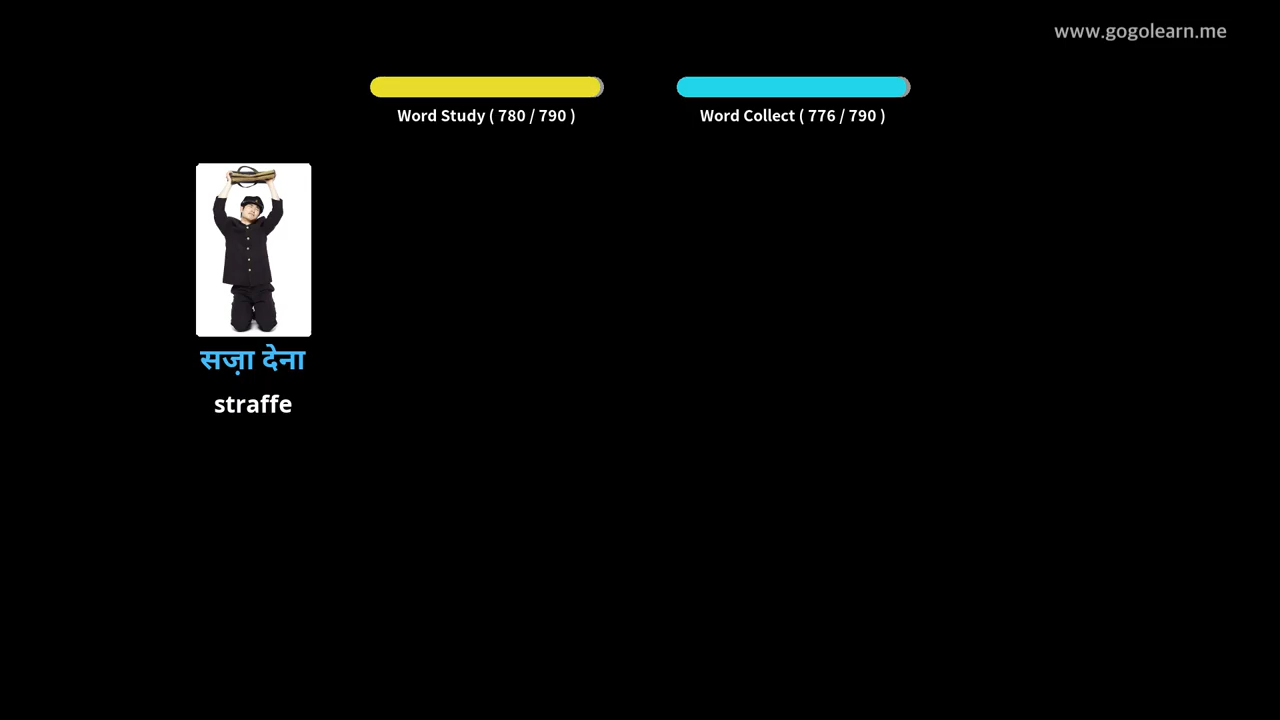 www.gogolearn.me
Word Study ( 780 / 790 )
Word Collect ( 776 / 790 )
सज़ा देना
straffe